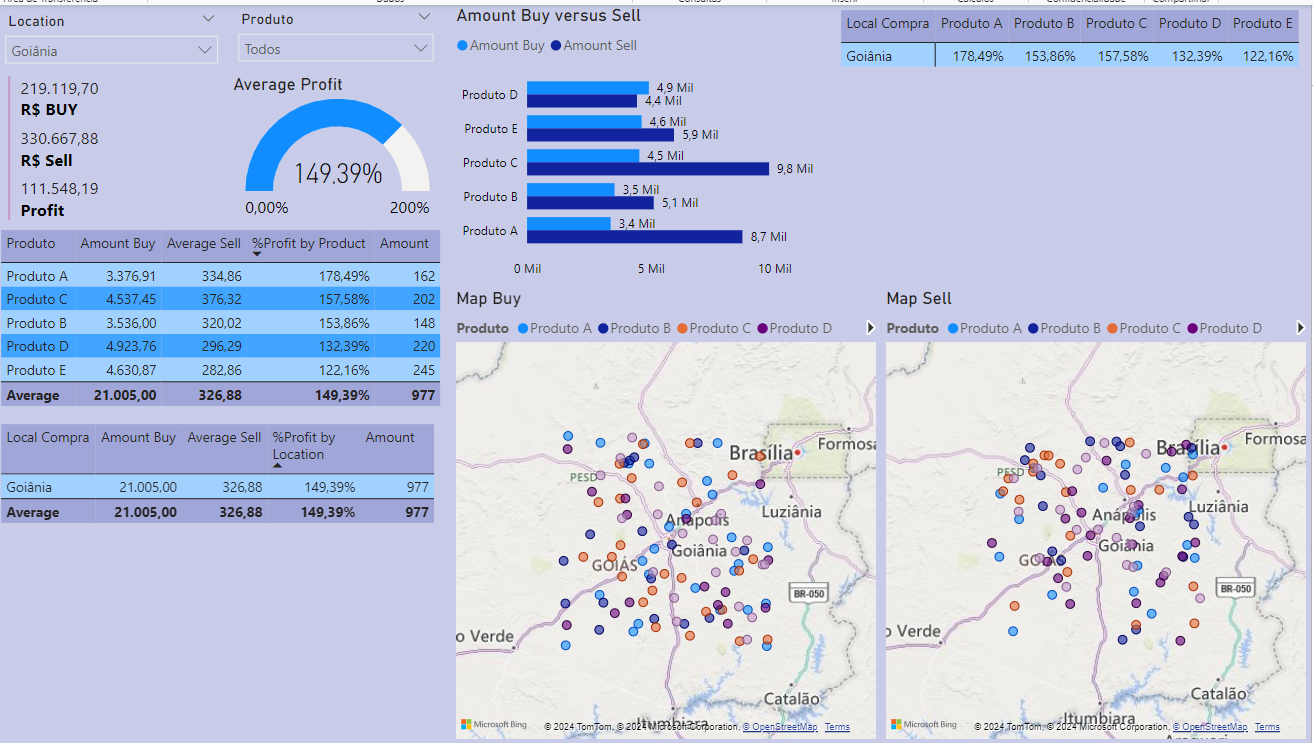 Área de Transferência Dados Consultas Inserir Cálculos Confidencialidade Compartilhar
Location
Goiânia
Produto
Todos
219.119,70
R$ BUY
330.667,88
R$ Sell
111.548,19
Profit
Average Profit
149,39%
0,00% 200%
Produto Amount Buy Average Sell %Profit by Product Amount
Produto A 3.376,91 334,86 178,49% 162
Produto C 4.537,45 376,32 157,58% 202
Produto B 3.536,00 320,02 153,86% 148
Produto D 4.923,76 296,29 132,39% 220
Produto E 4.630,87 282,86 122,16% 245
Average 21.005,00 326,88 149,39% 977
Local Compra Amount Buy Average Sell %Profit by Location Amount
Goiânia 21.005,00 326,88 149,39% 977
Average 21.005,00 326,88 149,39% 977
Amount Buy versus Sell
Amount Buy Amount Sell
Produto D 4,9 Mil 4,4 Mil
Produto E 4,6 Mil 5,9 Mil
Produto C 4,5 Mil 9,8 Mil
Produto B 3,5 Mil 5,1 Mil
Produto A 3,4 Mil 8,7 Mil
0 Mil 5 Mil 10 Mil
Local Compra Produto A Produto B Produto C Produto D Produto E
Goiânia 178,49% 153,86% 157,58% 132,39% 122,16%
Map Buy
Produto Produto A Produto B Produto C Produto D
Brasília
Formosa
PESD
Luziânia
Anápolis
Goiânia
GOIÁS
BR-050
o Verde
Catalão
Itumbiara
Microsoft Bing
© 2024 TomTom, © 2024 Microsoft Corporation, © OpenStreetMap Terms
Map Sell
Produto Produto A Produto B Produto C Produto D
Brasília
Formosa
PESD
Luziânia
Anápolis
Goiânia
GOIÁS
BR-050
o Verde
Catalão
Itumbiara
Microsoft Bing
© 2024 TomTom, © 2024 Microsoft Corporation, © OpenStreetMap Terms